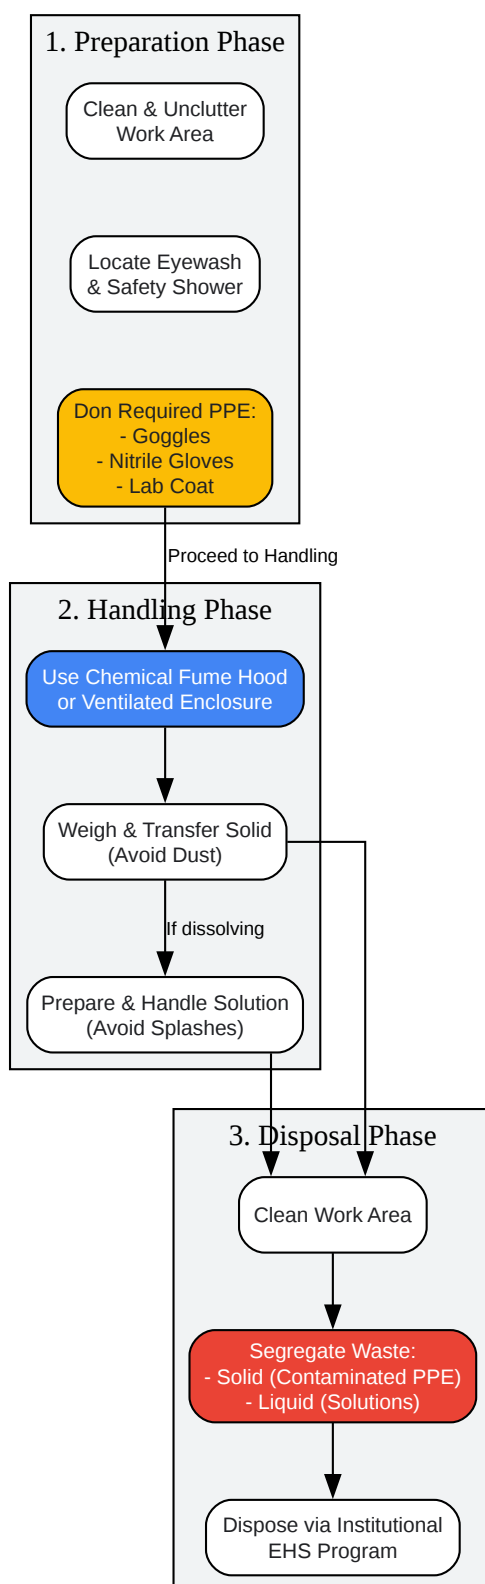 1. Preparation Phase
Clean & Unclutter
Work Area
Locate Eyewash
& Safety Shower
Don Required PPE:
- Goggles
- Nitrile Gloves
- Lab Coat
Proceed to Handling
2. Handling Phase
Use Chemical Fume Hood
or Ventilated Enclosure
Weigh & Transfer Solid
(Avoid Dust)
If dissolving
Prepare & Handle Solution
(Avoid Splashes)
3. Disposal Phase
Clean Work Area
Segregate Waste:
- Solid (Contaminated PPE)
- Liquid (Solutions)
Dispose via Institutional
EHS Program